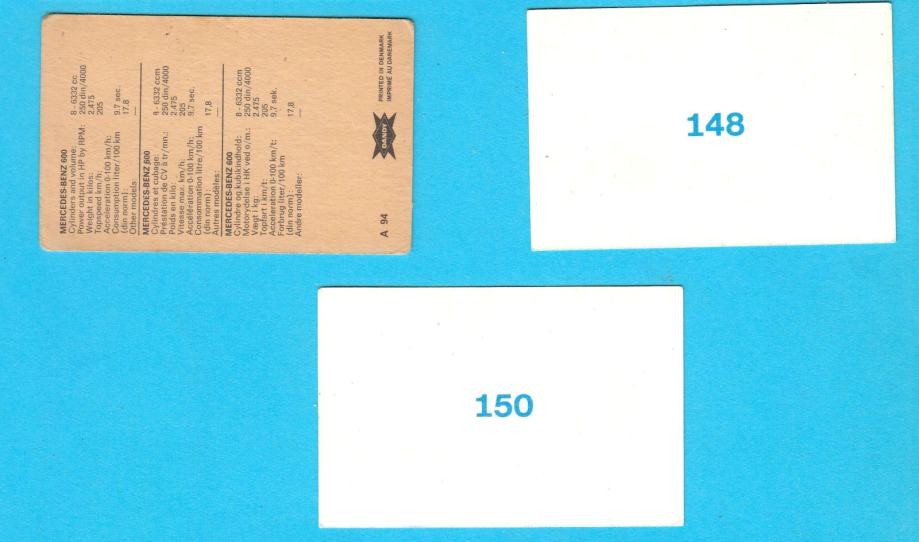 MERCEDES-BENZ 600
Cylinders and volume: 8 - 6332 cc
Power output in HP by RPM: 250 din/4000
Weight in kilos: 2.475
Topspeed km/h: 205
Acceleration 0-100 km/h: 9.7 sec.
Consumption liter/100 km
(din norm): 17.8
Other models: —
MERCEDES-BENZ 600
Cylindres et cubage: 8 - 6332 ccm
Préstation de CV à tr/mn.: 250 din/4000
Poids en kilo: 2.475
Vitesse max. km/h. 205
Accélération 0-100 km/h: 9.7 sec.
Consommation litre/100 km
(din norm): 17.8
Autres modèles: —
MERCEDES-BENZ 600
Cylindre og kubikindhold: 8 - 6332 ccm
Motorydelse i HK ved o/m.: 250 din/4000
Vægt i kg: 2.475
Topfart i km/t: 205
Acceleration 0-100 km/t: 9,7 sek.
Forbrug liter/100 km
(din norm): 17,8
Andre modeller: —
A 94
DANDY
PRINTED IN DENMARK
IMPRIMÉ AU DANEMARK
148
150